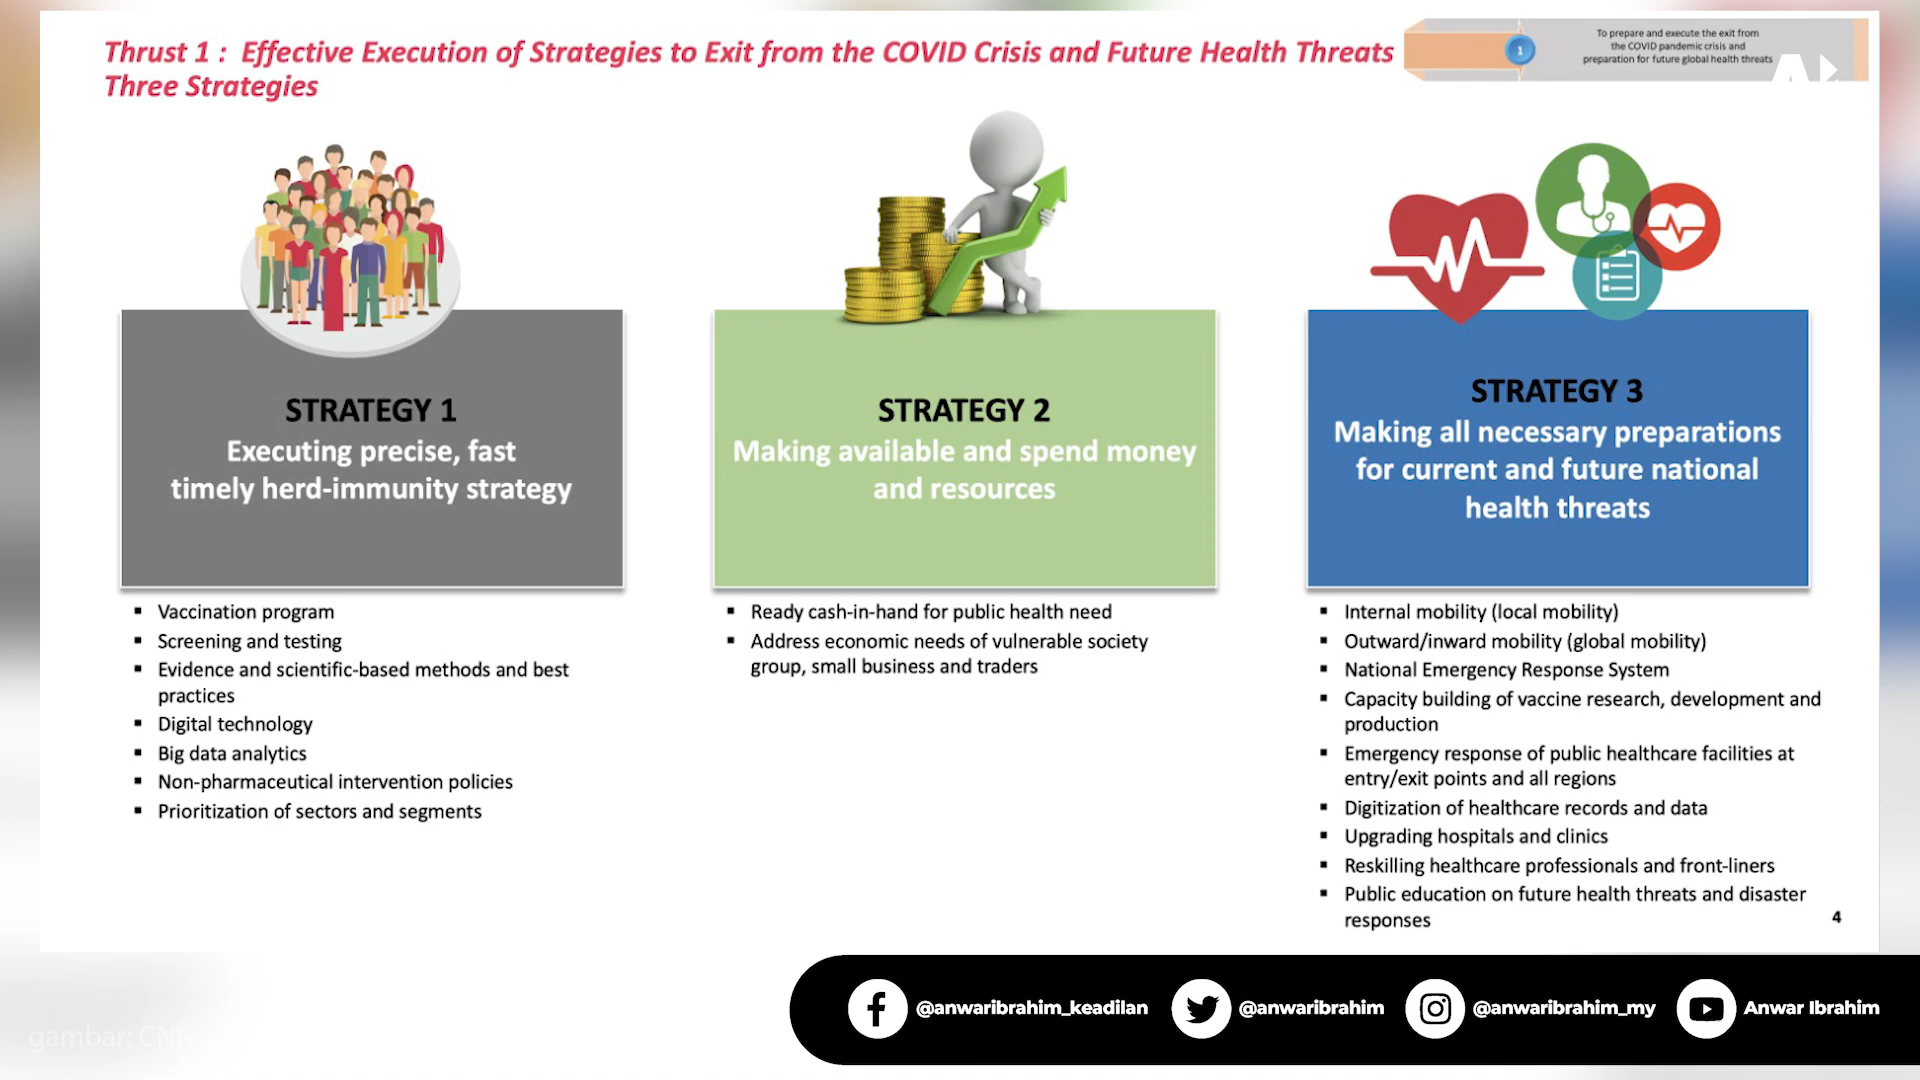 Thrust 1 : Effective Execution of Strategies to Exit from the COVID Crisis and Future Health Threats
Three Strategies
1
To prepare and execute the exit from
the COVID pandemic crisis and
preparation for future global health threats
STRATEGY 1
Executing precise, fast
timely herd-immunity strategy
Vaccination program
Screening and testing
Evidence and scientific-based methods and best
practices
Digital technology
Big data analytics
Non-pharmaceutical intervention policies
Prioritization of sectors and segments
STRATEGY 2
Making available and spend money
and resources
Ready cash-in-hand for public health need
Address economic needs of vulnerable society
group, small business and traders
STRATEGY 3
Making all necessary preparations
for current and future national
health threats
Internal mobility (local mobility)
Outward/inward mobility (global mobility)
National Emergency Response System
Capacity building of vaccine research, development and
production
Emergency response of public healthcare facilities at
entry/exit points and all regions
Digitization of healthcare records and data
Upgrading hospitals and clinics
Reskilling healthcare professionals and front-liners
Public education on future health threats and disaster
responses
4
@anwaribrahim_keadilan
@anwaribrahim
@anwaribrahim_my
Anwar Ibrahim
gambar: CNN